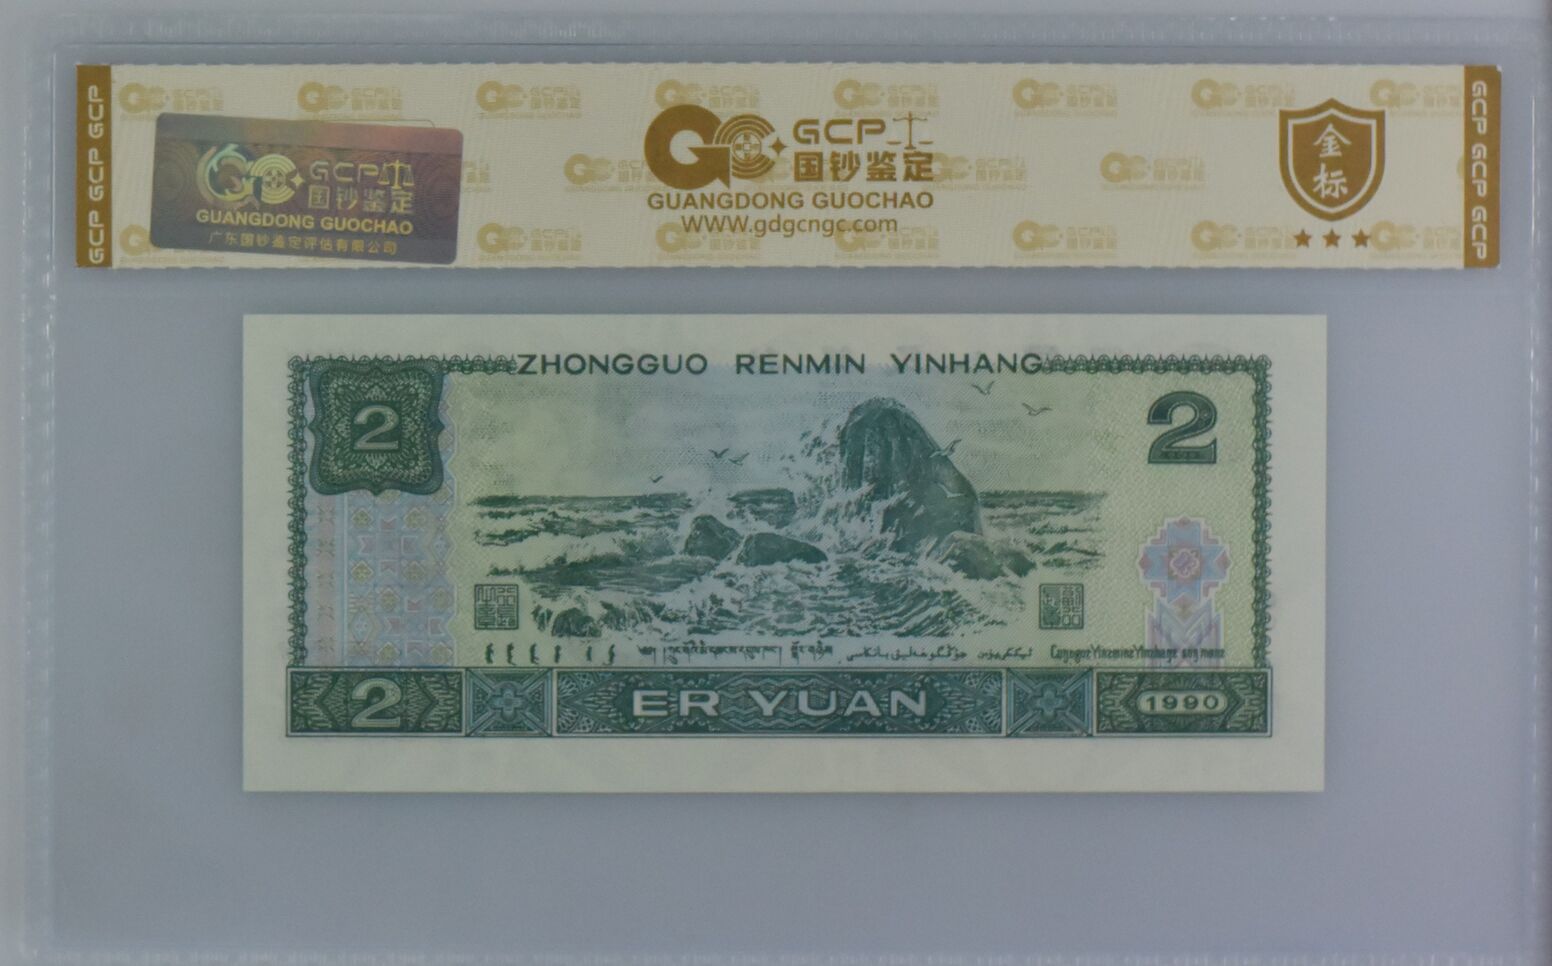 GCP GCP GCP
GCP
国钞鉴定
GUANGDONG GUOCHAO
广东国钞鉴定评估有限公司
GCP
国钞鉴定
GUANGDONG GUOCHAO
WWW.gdgcngc.com
金标
GCP GCP GCP
ZHONGGUO RENMIN YINHANG
2
2
2
ER YUAN
1990